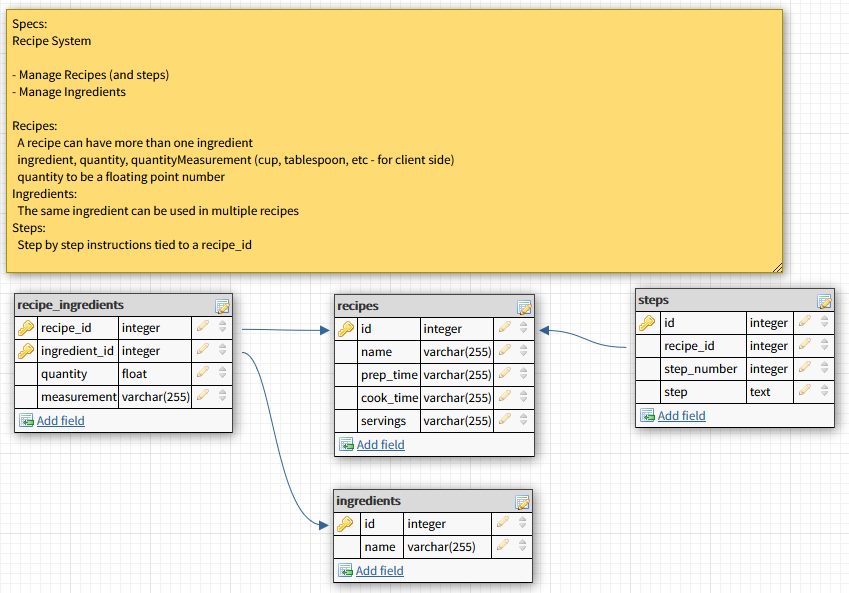 Specs:
Recipe System
- Manage Recipes (and steps)
- Manage Ingredients
Recipes:
A recipe can have more than one ingredient
ingredient, quantity, quantityMeasurement (cup, tablespoon, etc - for client side)
quantity to be a floating point number
Ingredients:
The same ingredient can be used in multiple recipes
Steps:
Step by step instructions tied to a recipe_id
recipe_ingredients
recipe_id integer
ingredient_id integer
quantity float
measurement varchar(255)
Add field
recipes
id integer
name varchar(255)
prep_time varchar(255)
cook_time varchar(255)
servings varchar(255)
Add field
steps
id integer
recipe_id integer
step_number integer
step text
Add field
ingredients
id integer
name varchar(255)
Add field